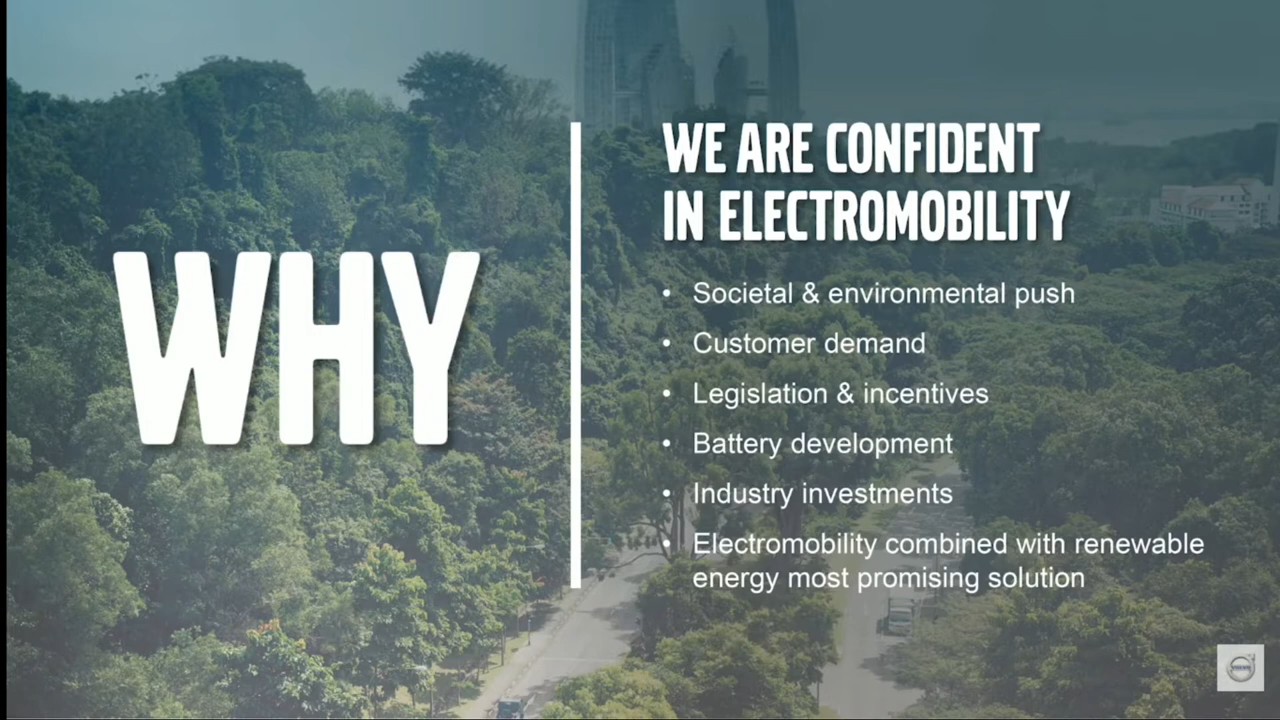 WHY
WE ARE CONFIDENT
IN ELECTROMOBILITY
• Societal & environmental push
• Customer demand
• Legislation & incentives
• Battery development
• Industry investments
• Electromobility combined with renewable
energy most promising solution
VOLVO